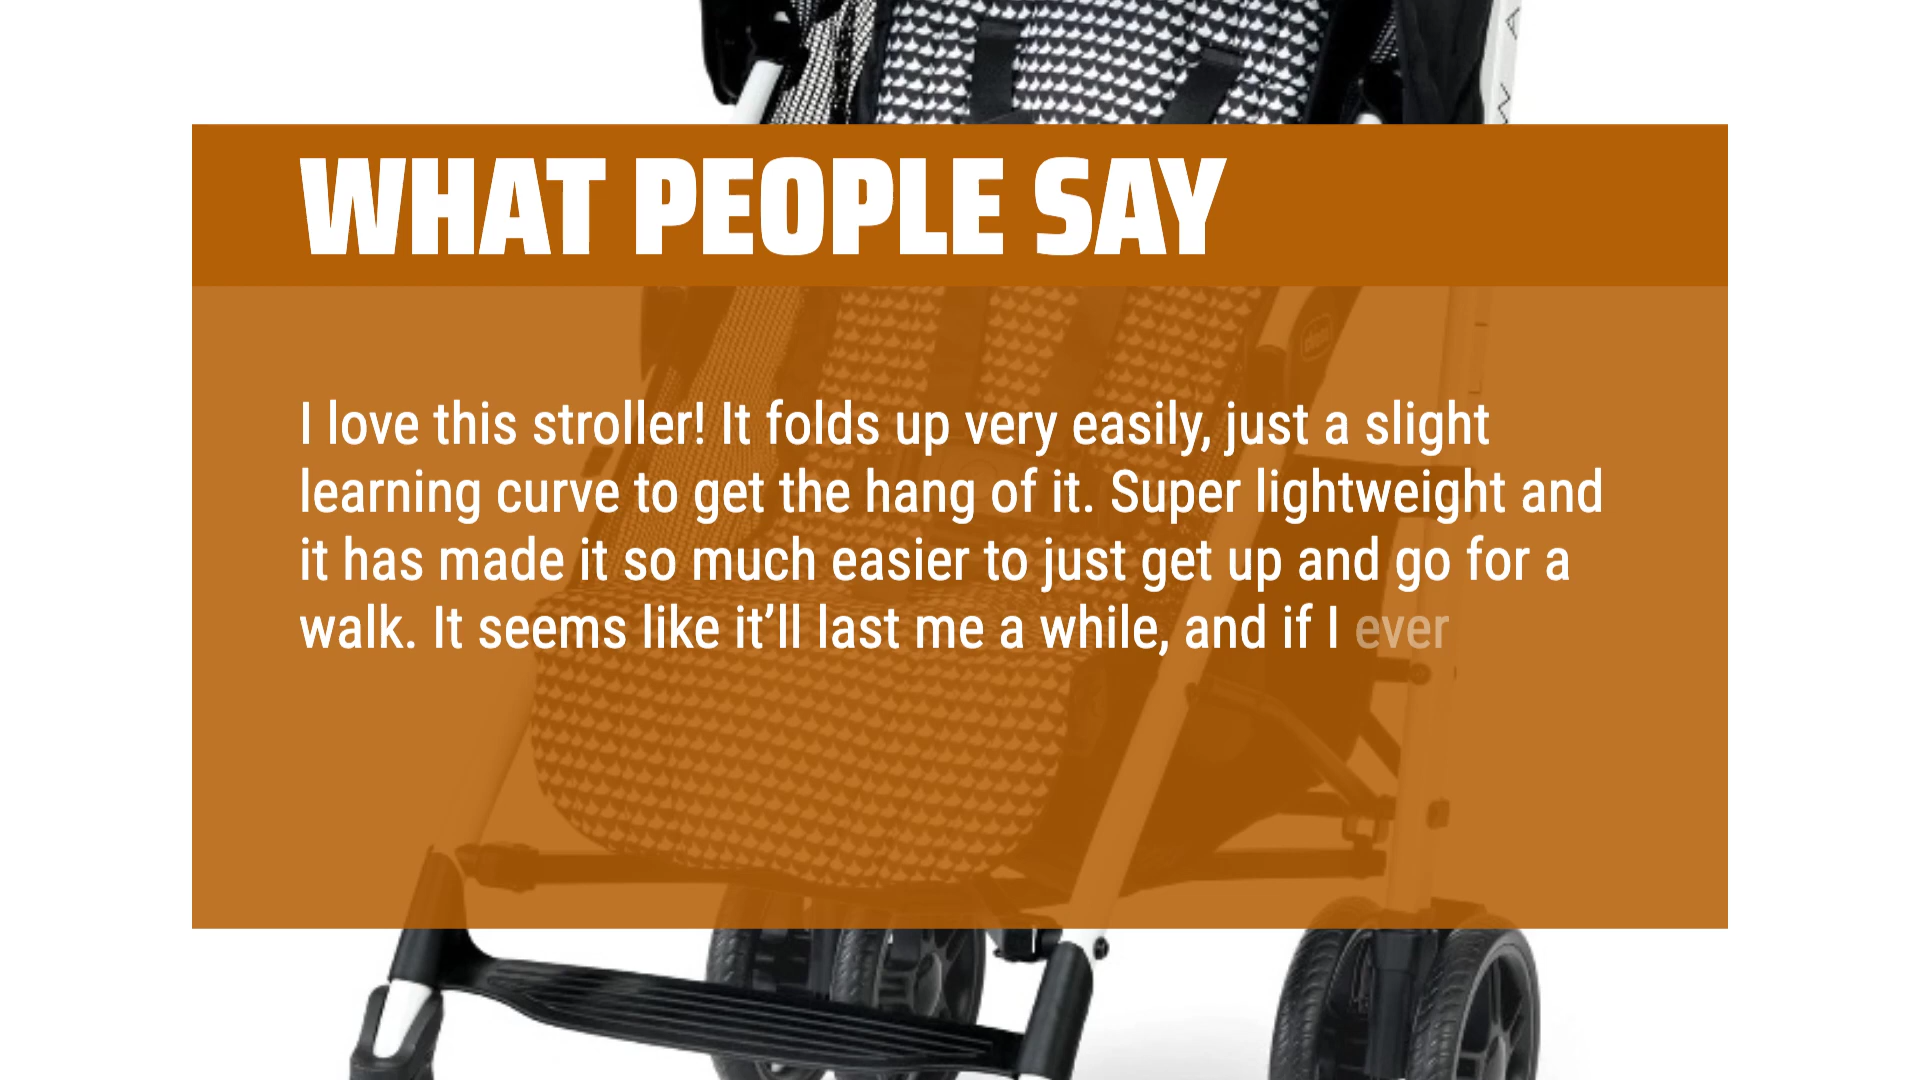 WHAT PEOPLE SAY
I love this stroller! It folds up very easily, just a slight
learning curve to get the hang of it. Super lightweight and
it has made it so much easier to just get up and go for a
walk. It seems like it’ll last me a while, and if I ever